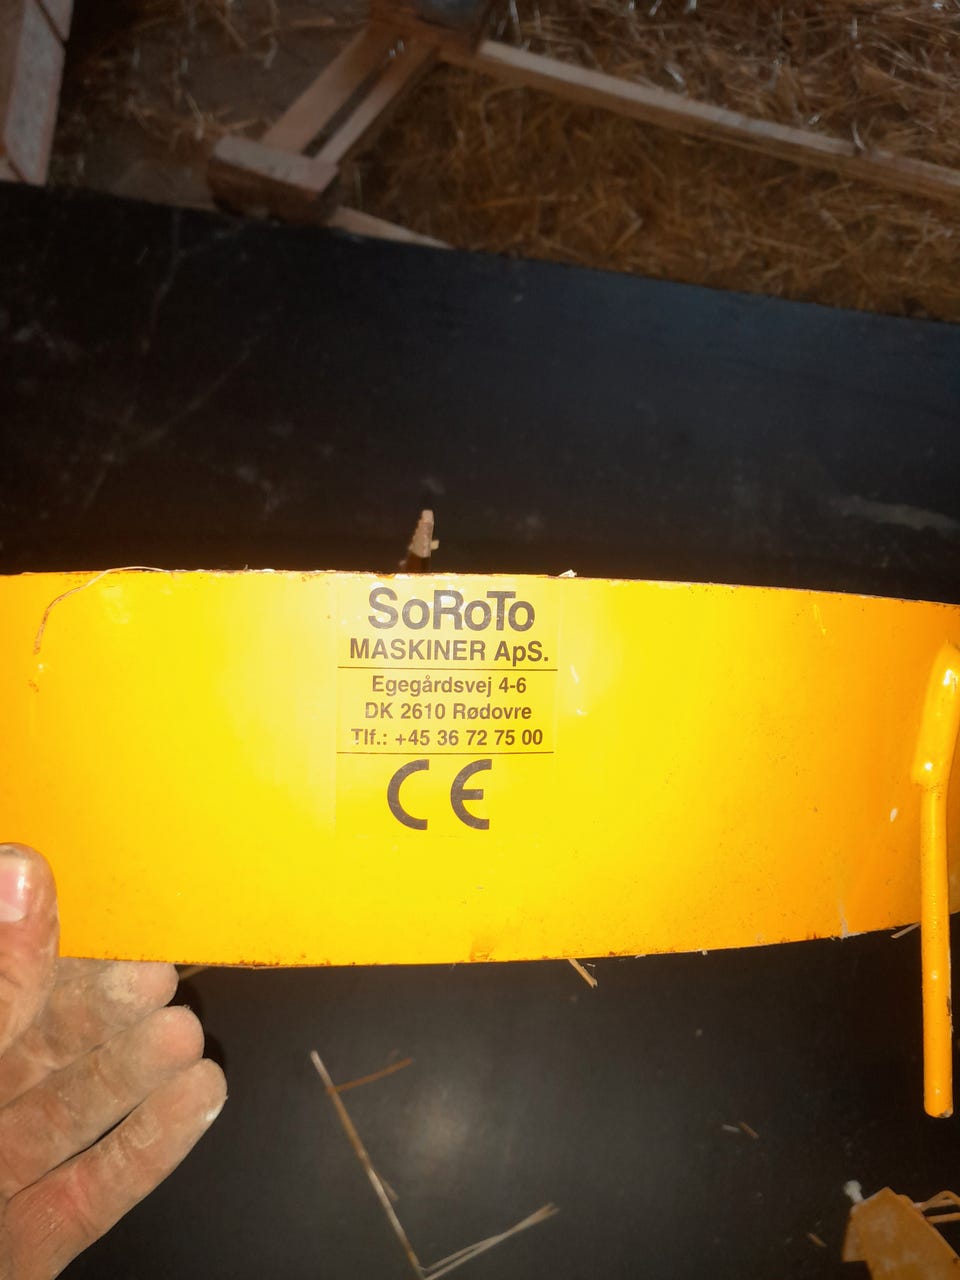 SoRoTo
MASKINER ApS.
Egegårdsvej 4-6
DK 2610 Rødovre
Tlf.: +45 36 72 75 00
CE